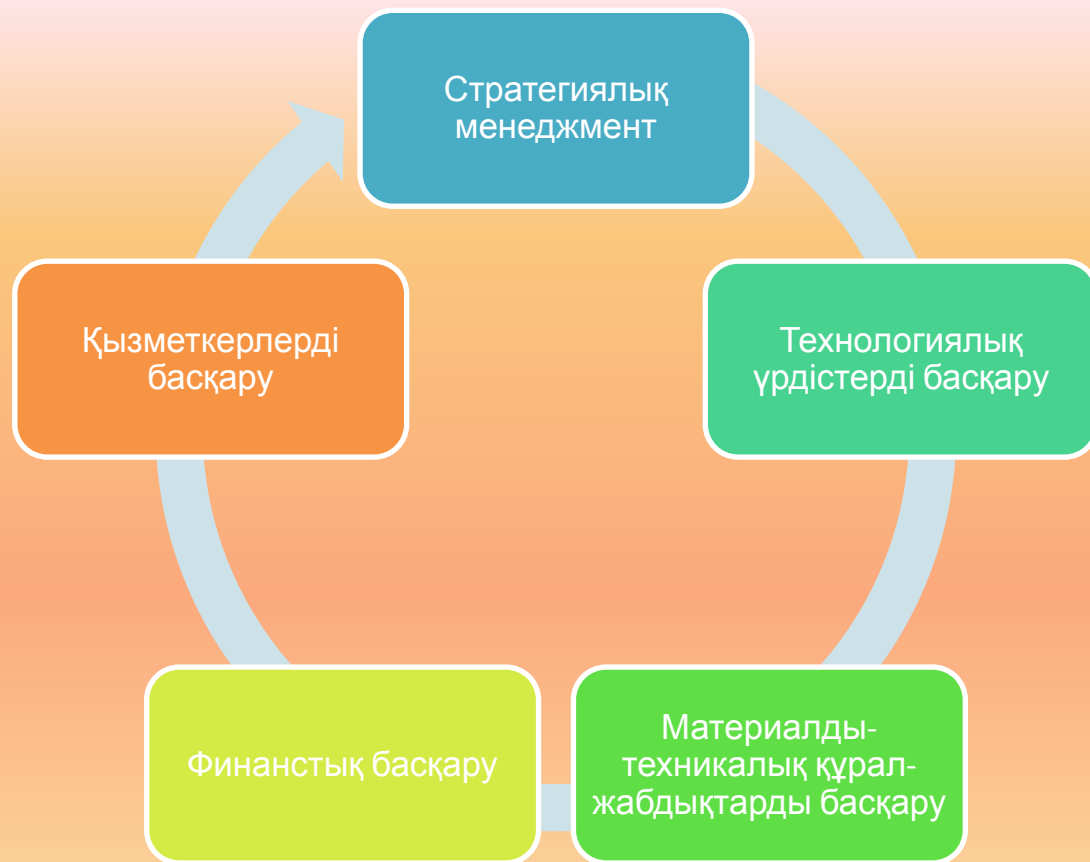 Стратегиялық
менеджмент
Технологиялық
үрдістерді басқару
Материалды-
техникалық құрал-
жабдықтарды басқару
Финанстық басқару
Қызметкерлерді
басқару